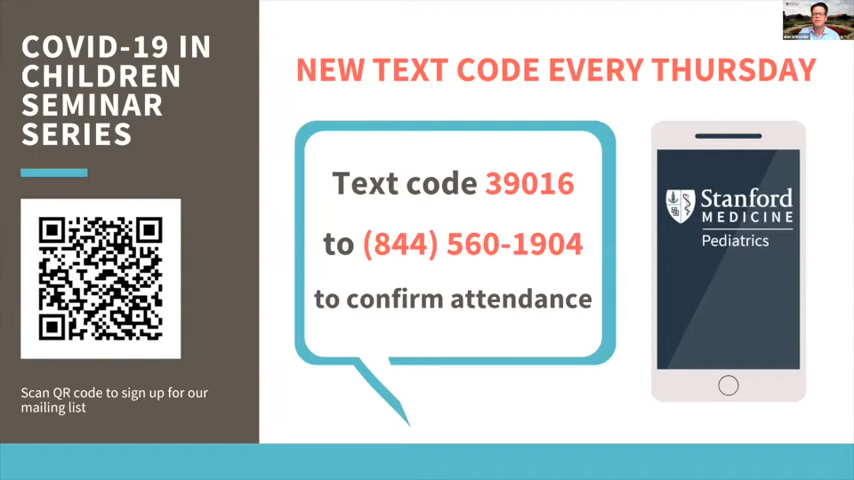 COVID-19 IN
CHILDREN
SEMINAR
SERIES
Scan QR code to sign up for our
mailing list
NEW TEXT CODE EVERY THURSDAY
Text code 39016
to (844) 560-1904
to confirm attendance
Stanford
MEDICINE
Pediatrics